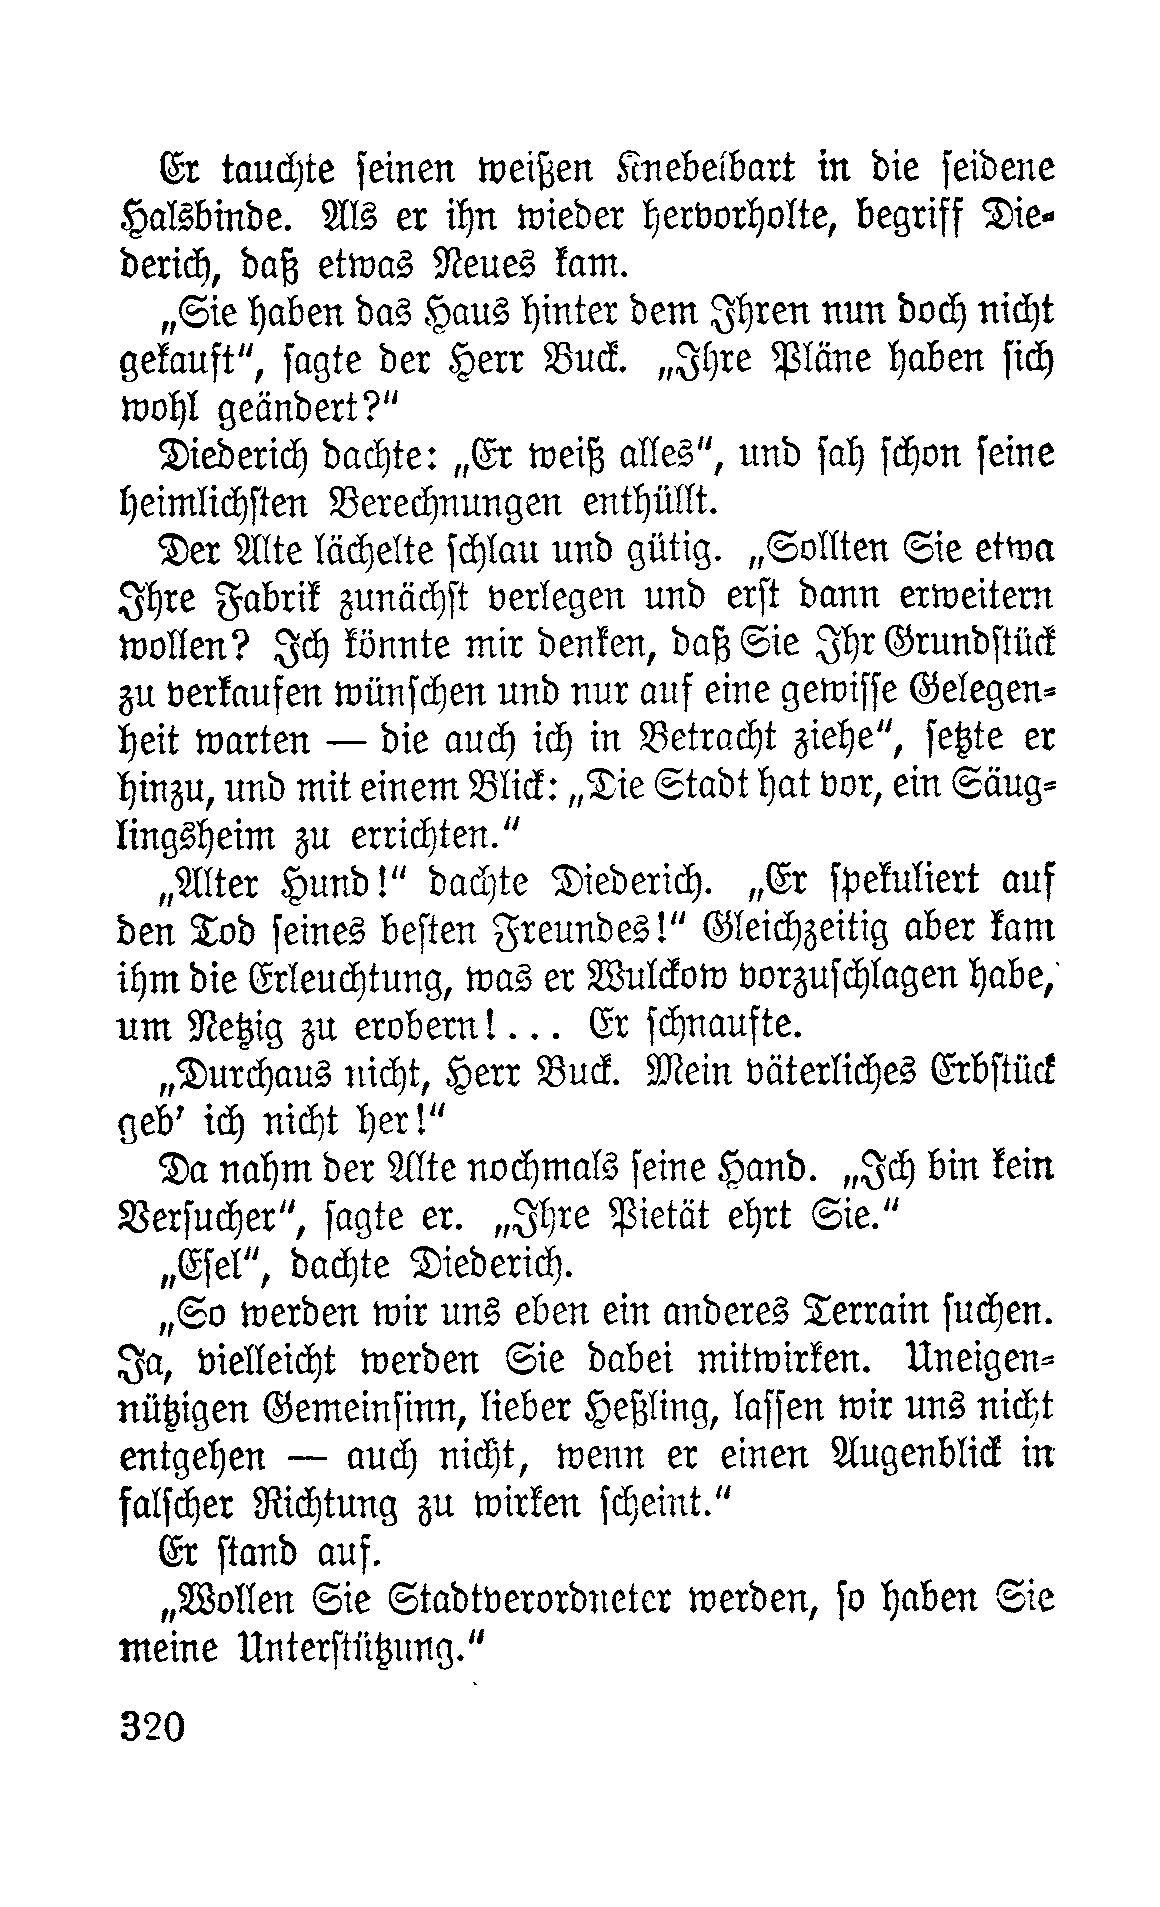 Er tauchte seinen weißen Knebelbart in die seidene
Halsbinde. Als er ihn wieder hervorholte, begriff Die-
derich, daß etwas Neues kam.
„Sie haben das Haus hinter dem Ihren nun doch nicht
gekauft“, sagte der Herr Buck. „Ihre Pläne haben sich
wohl geändert?“
Diederich dachte: „Er weiß alles“, und sah schon seine
heimlichsten Berechnungen enthüllt.
Der Alte lächelte schlau und gütig. „Sollten Sie etwa
Ihre Fabrik zunächst verlegen und erst dann erweitern
wollen? Ich könnte mir denken, daß Sie Ihr Grundstück
zu verkaufen wünschen und nur auf eine gewisse Gelegen-
heit warten — die auch ich in Betracht ziehe“, setzte er
hinzu, und mit einem Blick: „Die Stadt hat vor, ein Säug-
lingsheim zu errichten.“
„Alter Hund!“ dachte Diederich. „Er spekuliert auf
den Tod seines besten Freundes!“ Gleichzeitig aber kam
ihm die Erleuchtung, was er Wulckow vorzuschlagen habe,
um Netzig zu erobern!... Er schnaufte.
„Durchaus nicht, Herr Buck. Mein väterliches Erbstück
geb’ ich nicht her!“
Da nahm der Alte nochmals seine Hand. „Ich bin kein
Versucher“, sagte er. „Ihre Pietät ehrt Sie.“
„Esel“, dachte Diederich.
„So werden wir uns eben ein anderes Terrain suchen.
Ja, vielleicht werden Sie dabei mitwirken. Uneigen-
nützigen Gemeinsinn, lieber Heßling, lassen wir uns nicht
entgehen — auch nicht, wenn er einen Augenblick in
falscher Richtung zu wirken scheint.“
Er stand auf.
„Wollen Sie Stadtverordneter werden, so haben Sie
meine Unterstützung.“
320